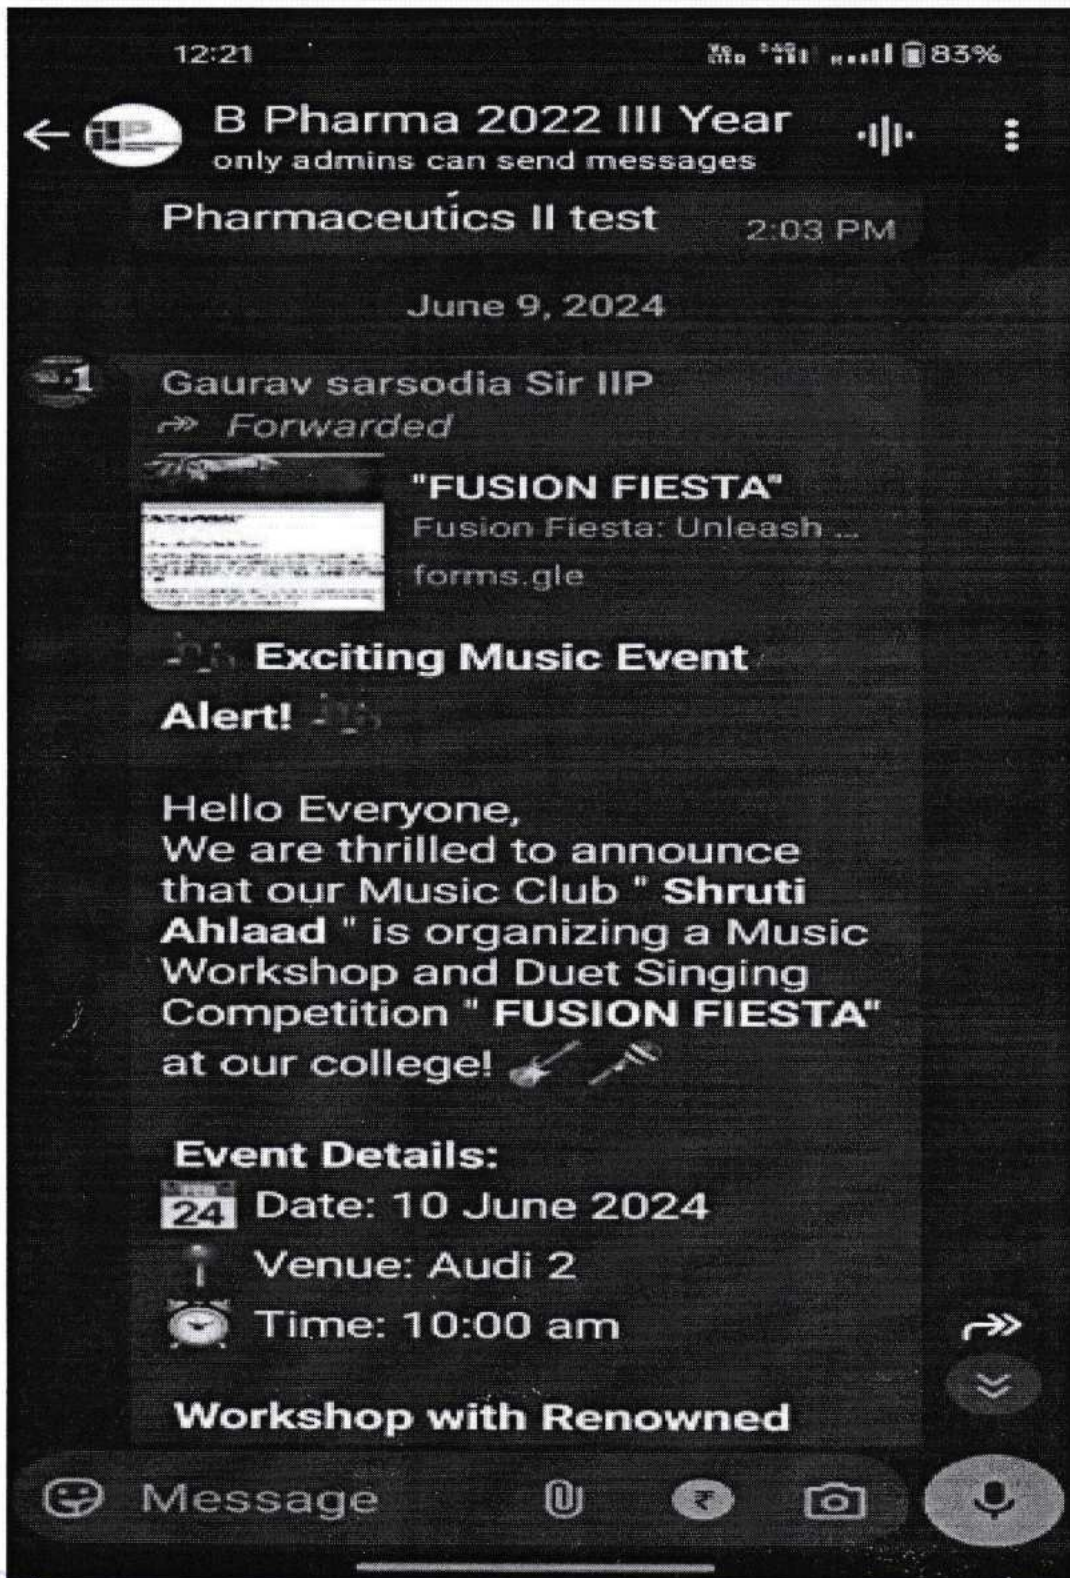 12:21
83%
B Pharma 2022 III Year
only admins can send messages
Pharmaceutics II test 2:03 PM
June 9, 2024
Gaurav sarsodia Sir IIP
Forwarded
"FUSION FIESTA"
Fusion Fiesta: Unleash ...
forms.gle
Exciting Music Event
Alert!
Hello Everyone,
We are thrilled to announce
that our Music Club " Shruti
Ahlaad " is organizing a Music
Workshop and Duet Singing
Competition " FUSION FIESTA"
at our college!
Event Details:
24 Date: 10 June 2024
Venue: Audi 2
Time: 10:00 am
Workshop with Renowned
Message
₹